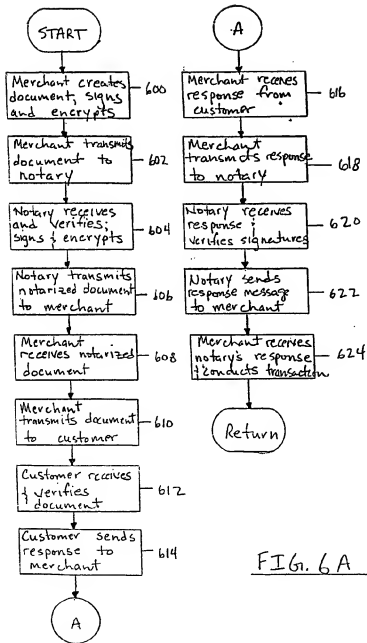 START
Merchant creates
document, signs
and encrypts
600
Merchant transmits
document to
notary
602
Notary receives
and verifies;
signs & encrypts
604
Notary transmits
notarized document
to merchant
606
Merchant
receives notarized
document
608
Merchant
transmits document
to customer
610
Customer receives
& verifies
document
612
Customer sends
response to
merchant
614
A
A
Merchant receives
response from
customer
616
Merchant
transmits response
to notary
618
Notary receives
response &
verifies signatures
620
Notary sends
response message
to merchant
622
Merchant receives
notary's response
& conducts transaction
624
Return
FIG. 6A